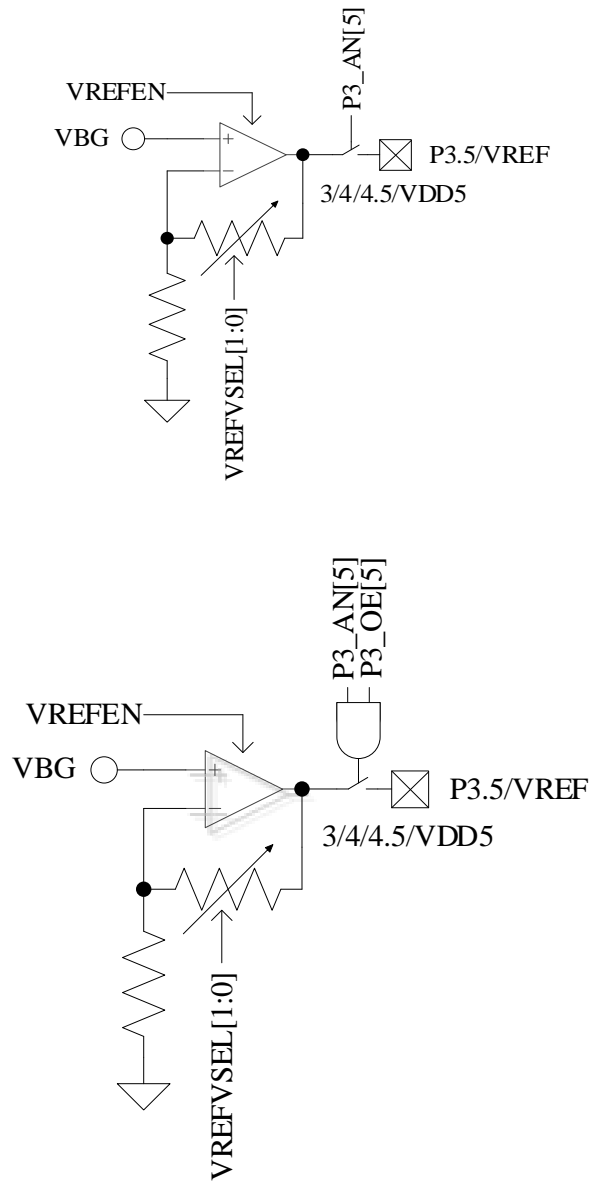 P3_AN[5]
VREFEN
VBG
+
−
P3.5/VREF
3/4/4.5/VDD5
VREFVSEL[1:0]
P3_AN[5]
P3_OE[5]
VREFEN
VBG
+
−
P3.5/VREF
3/4/4.5/VDD5
VREFVSEL[1:0]